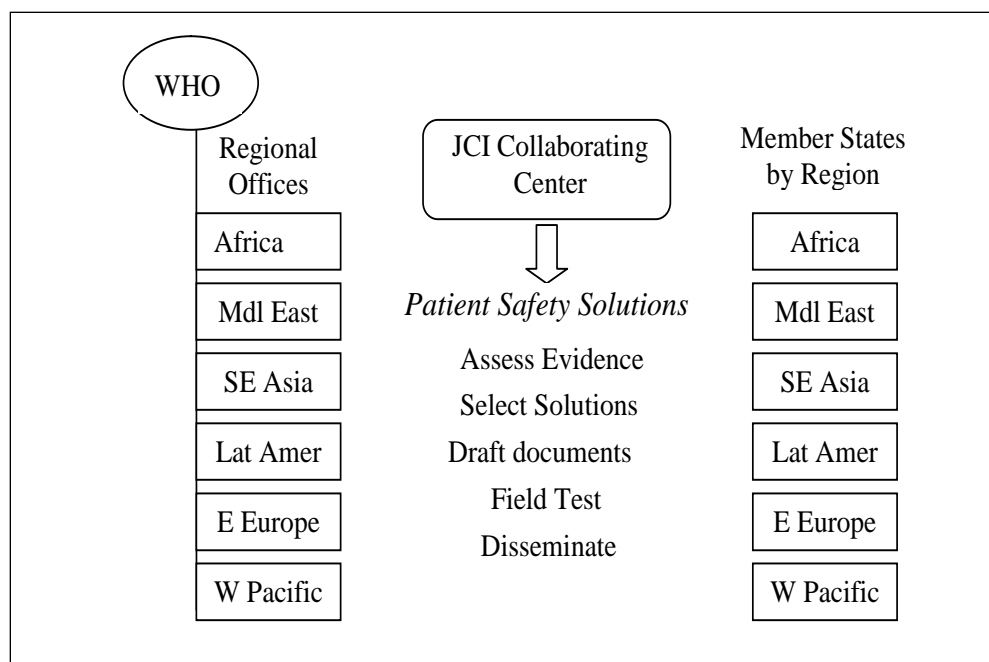 WHO
Regional
Offices
Africa
Mdl East
SE Asia
Lat Amer
E Europe
W Pacific
JCI Collaborating
Center
Patient Safety Solutions
Assess Evidence
Select Solutions
Draft documents
Field Test
Disseminate
Member States
by Region
Africa
Mdl East
SE Asia
Lat Amer
E Europe
W Pacific